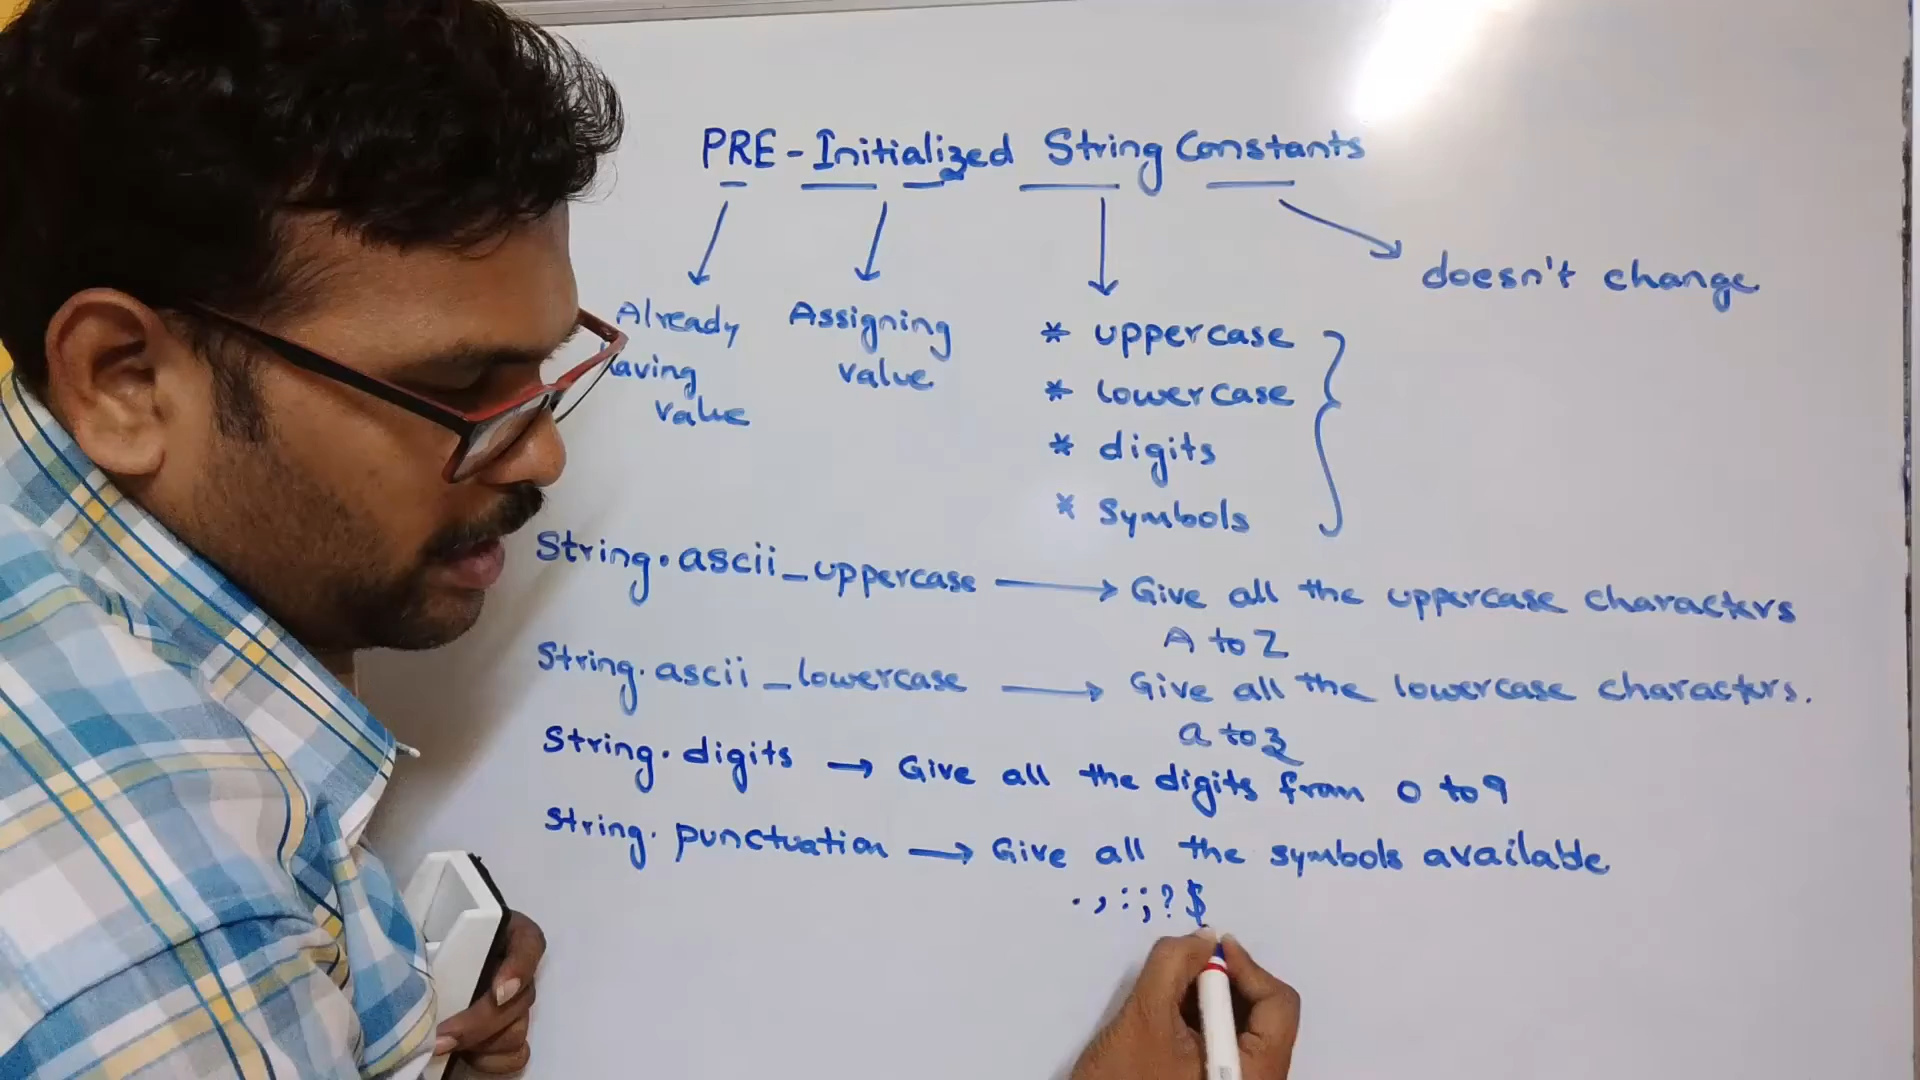 PRE-Initialized String Constants
doesn't change
Already having value
Assigning value
* uppercase
* lowercase
* digits
* Symbols
String.ascii_uppercase → Give all the uppercase characters
A to Z
String.ascii_lowercase → Give all the lowercase characters.
a to z
String.digits → Give all the digits from 0 to 9
String.punctuation → Give all the symbols available
. , : ; ? $